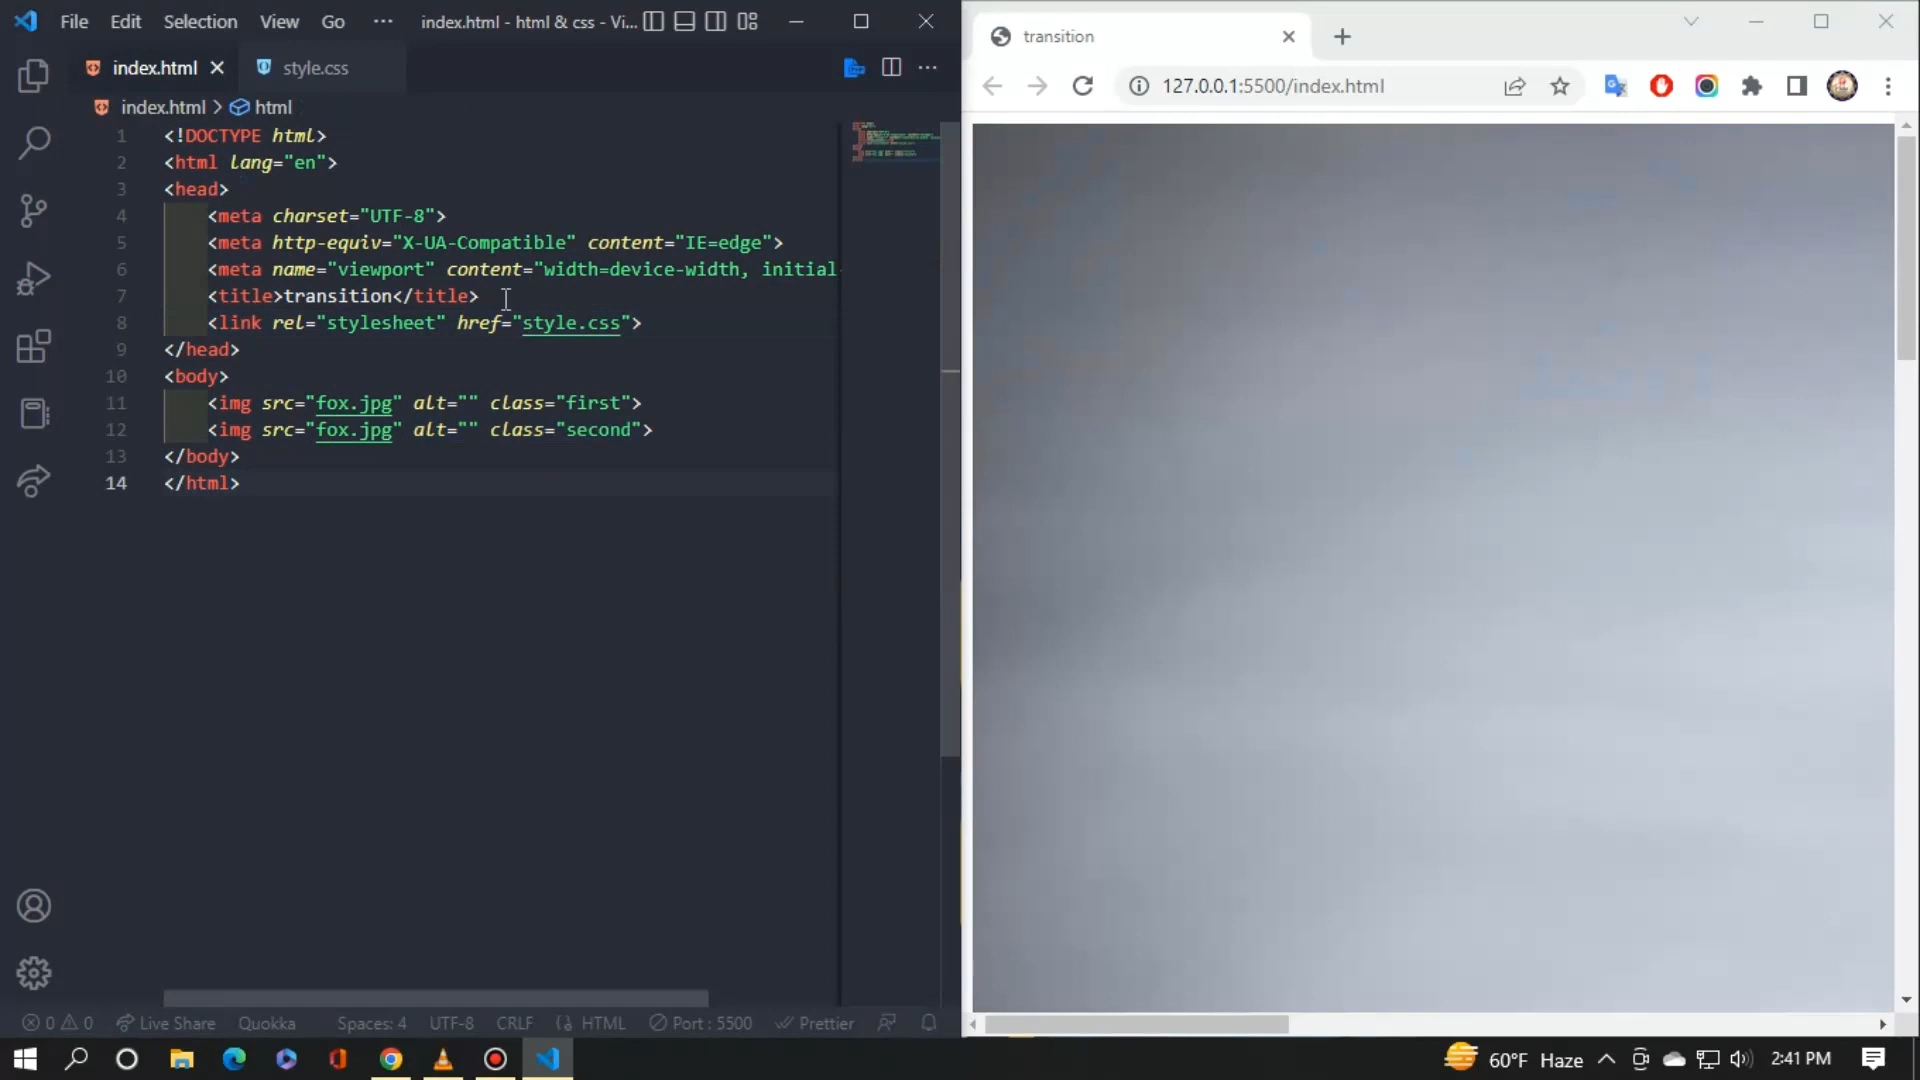 File Edit Selection View Go ··· index.html - html & css - Vi...
index.html style.css
index.html > html
1 <!DOCTYPE html>
2 <html lang="en">
3 <head>
4 <meta charset="UTF-8">
5 <meta http-equiv="X-UA-Compatible" content="IE=edge">
6 <meta name="viewport" content="width=device-width, initial-
7 <title>transition</title>
8 <link rel="stylesheet" href="style.css">
9 </head>
10 <body>
11 <img src="fox.jpg" alt="" class="first">
12 <img src="fox.jpg" alt="" class="second">
13 </body>
14 </html>
0 0 Live Share Quokka Spaces: 4 UTF-8 CRLF HTML Port : 5500 Prettier
transition
127.0.0.1:5500/index.html
60°F Haze 2:41 PM